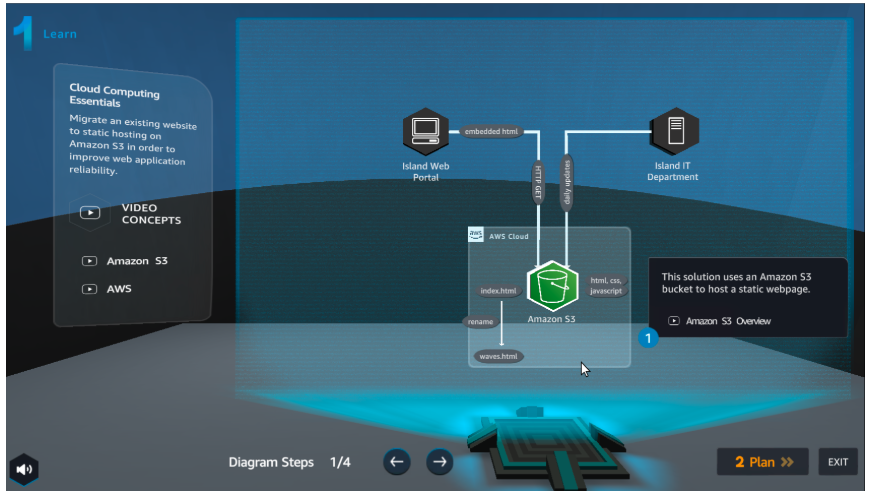 1 Learn
Cloud Computing
Essentials
Migrate an existing website
to static hosting on
Amazon S3 in order to
improve web application
reliability.
VIDEO
CONCEPTS
Amazon S3
AWS
embedded html
Island Web
Portal
Island IT
Department
HTTP GET
daily updates
aws
AWS Cloud
index.html
html, css,
javascript
rename
Amazon S3
waves.html
This solution uses an Amazon S3
bucket to host a static webpage.
Amazon S3 Overview
1
Diagram Steps 1/4
2 Plan
EXIT